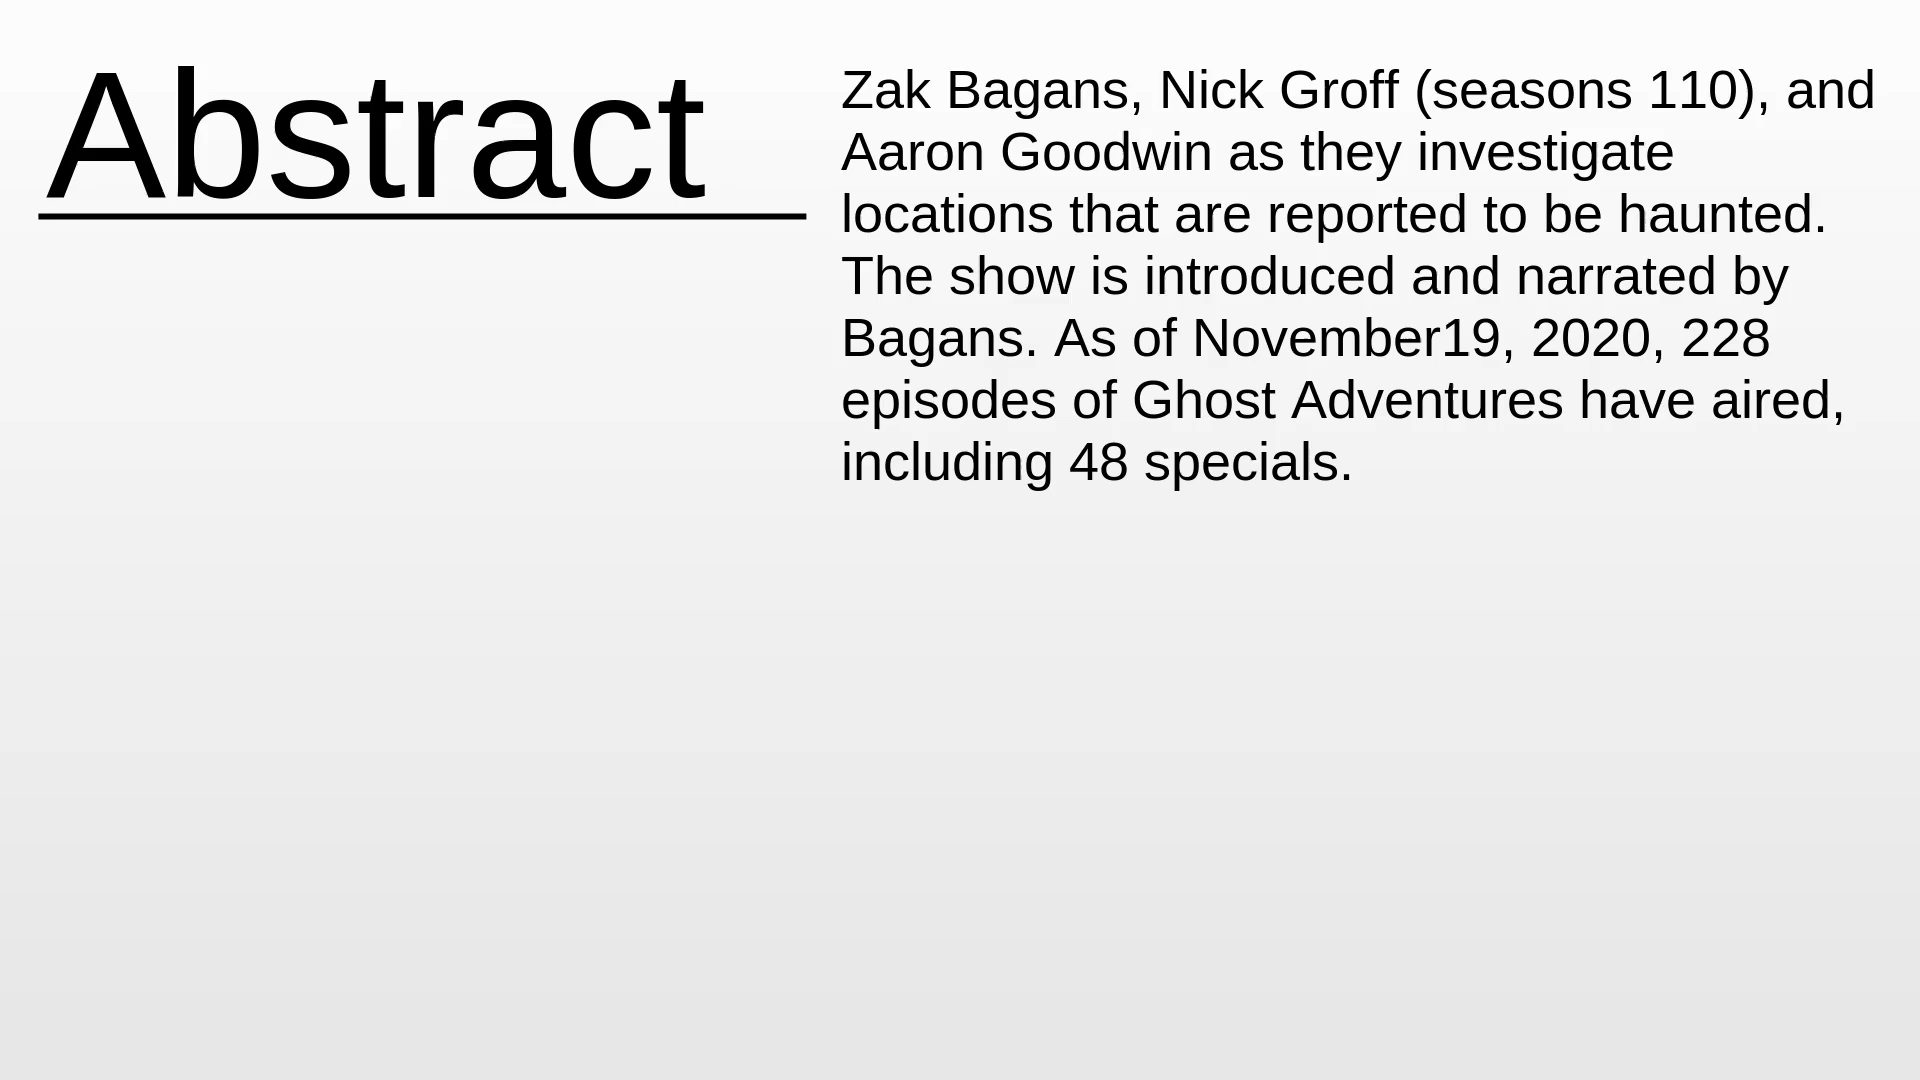 Abstract
Zak Bagans, Nick Groff (seasons 110), and
Aaron Goodwin as they investigate
locations that are reported to be haunted.
The show is introduced and narrated by
Bagans. As of November19, 2020, 228
episodes of Ghost Adventures have aired,
including 48 specials.